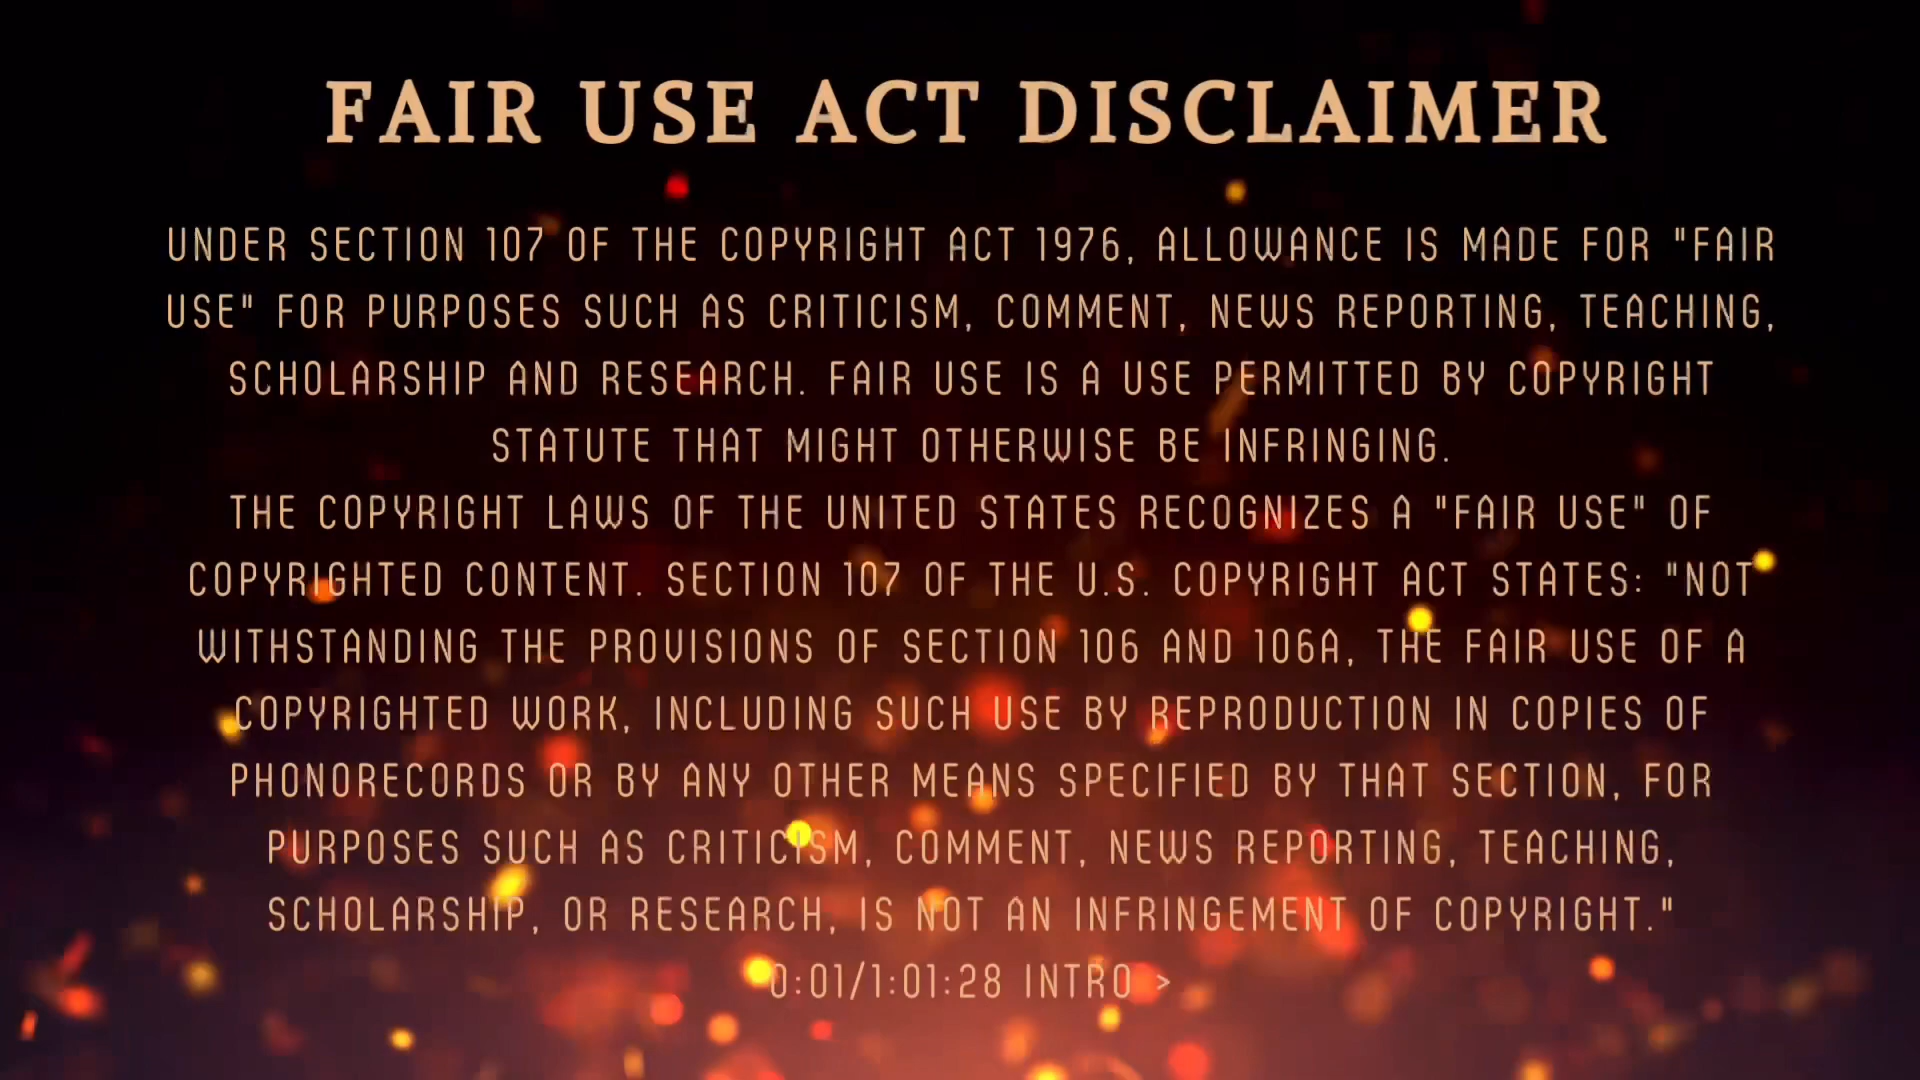 FAIR USE ACT DISCLAIMER
UNDER SECTION 107 OF THE COPYRIGHT ACT 1976, ALLOWANCE IS MADE FOR "FAIR
USE" FOR PURPOSES SUCH AS CRITICISM, COMMENT, NEWS REPORTING, TEACHING,
SCHOLARSHIP AND RESEARCH. FAIR USE IS A USE PERMITTED BY COPYRIGHT
STATUTE THAT MIGHT OTHERWISE BE INFRINGING.
THE COPYRIGHT LAWS OF THE UNITED STATES RECOGNIZES A "FAIR USE" OF
COPYRIGHTED CONTENT. SECTION 107 OF THE U.S. COPYRIGHT ACT STATES: "NOT
WITHSTANDING THE PROVISIONS OF SECTION 106 AND 106A, THE FAIR USE OF A
COPYRIGHTED WORK, INCLUDING SUCH USE BY REPRODUCTION IN COPIES OF
PHONORECORDS OR BY ANY OTHER MEANS SPECIFIED BY THAT SECTION, FOR
PURPOSES SUCH AS CRITICISM, COMMENT, NEWS REPORTING, TEACHING,
SCHOLARSHIP, OR RESEARCH, IS NOT AN INFRINGEMENT OF COPYRIGHT."
0:01/1:01:28 INTRO >